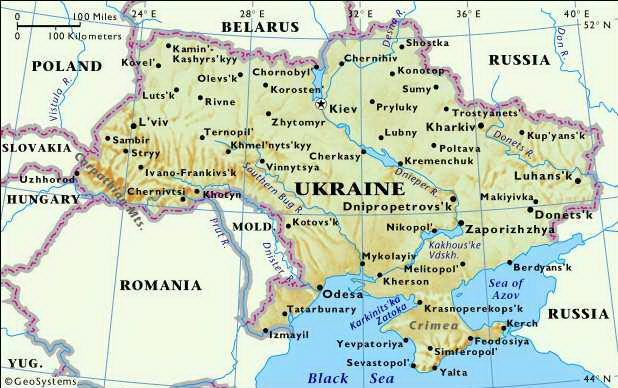 0 100 Miles
0 100 Kilometers
24°E
28°E
32°E
36°E
40°E
52°N
BELARUS
RUSSIA
POLAND
Vistula R.
Desna R.
Don R.
Kamin'-
Kashyrs'kyy
Kovel'
Olevs'k
Chornobyl'
Chernihiv
Shostka
Konotop
Luts'k
Rivne
Korosten
Kiev
Pryluky
Sumy
Trostyanets
L'viv
Zhytomyr
Lubny
Kharkiv
Donets R.
Kup'yans'k
SLOVAKIA
Sambir
Stryy
Ternopil'
Khmel'nyts'kyy
Cherkasy
Poltava
Kremenchuk
Uzhhorod
Carpathian Mts.
Ivano-Frankivs'k
Vinnytsya
Southern Bug R.
UKRAINE
Dnieper R.
Luhans'k
HUNGARY
Chernivtsi
Khotyn
Dnipropetrovs'k
Makiyivka
Donets'k
MOLD.
Kotovs'k
Nikopol'
Zaporizhzhya
Prut R.
Dnister R.
Kakhous'ke
Vdskh.
ROMANIA
Mykolayiv
Melitopol'
Berdyans'k
Kherson
Odesa
Sea of
Azov
Karkinits'ka
Zatoka
Krasnoperekops'k
Tatarbunary
Izmayil
Crimea
Kerch
RUSSIA
Yevpatoriya
Feodosiya
Simferopol'
Sevastopol'
Yalta
YUG.
©GeoSystems
Black Sea
44°N